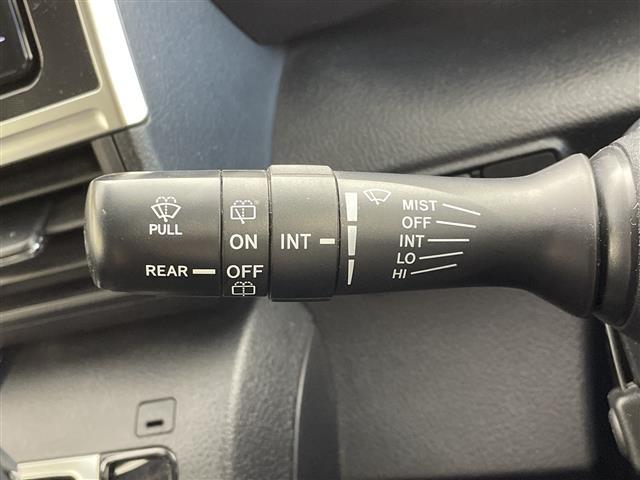 PULL
REAR
ON
OFF
INT
MIST
OFF
INT
LO
HI